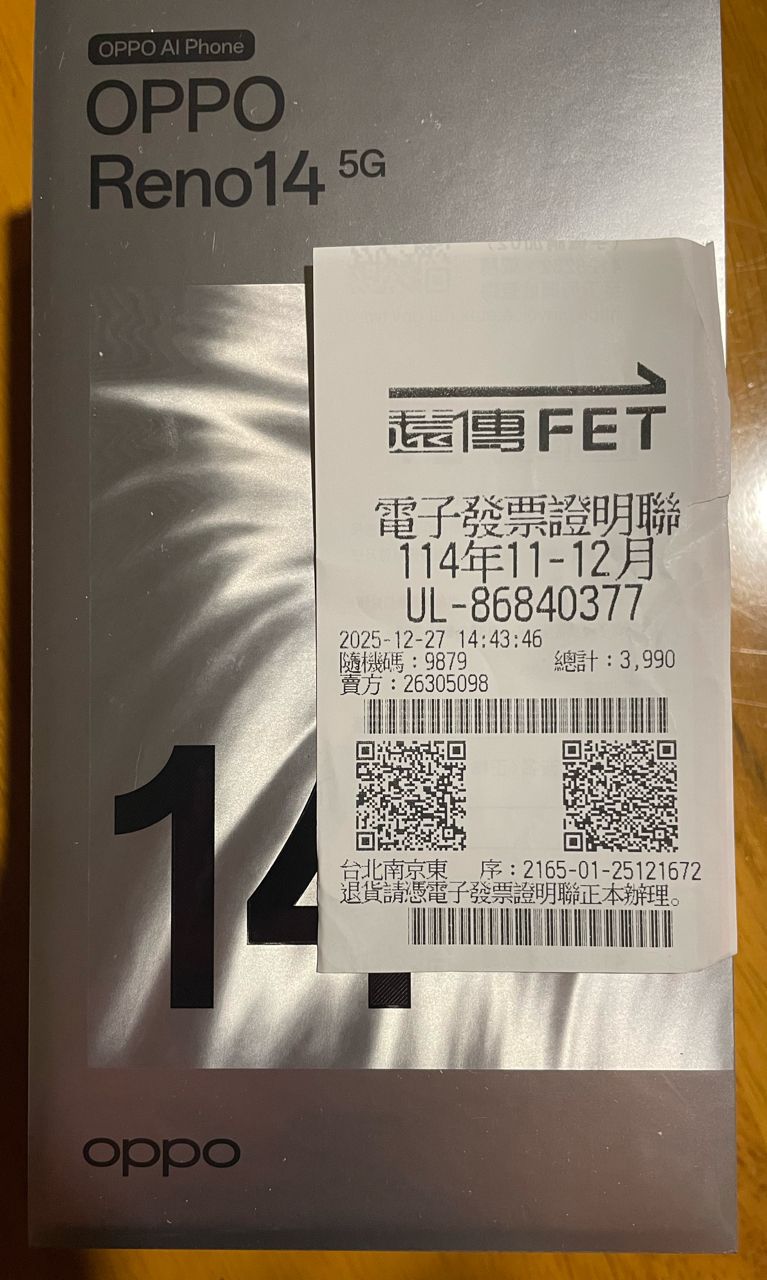 OPPO AI Phone
OPPO
Reno14 5G
遠傳FET
電子發票證明聯
114年11-12月
UL-86840377
2025-12-27 14:43:46
隨機碼：9879 總計：3,990
賣方：26305098
台北南京東 序：2165-01-25121672
退貨請憑電子發票證明聯正本辦理。
14
oppo